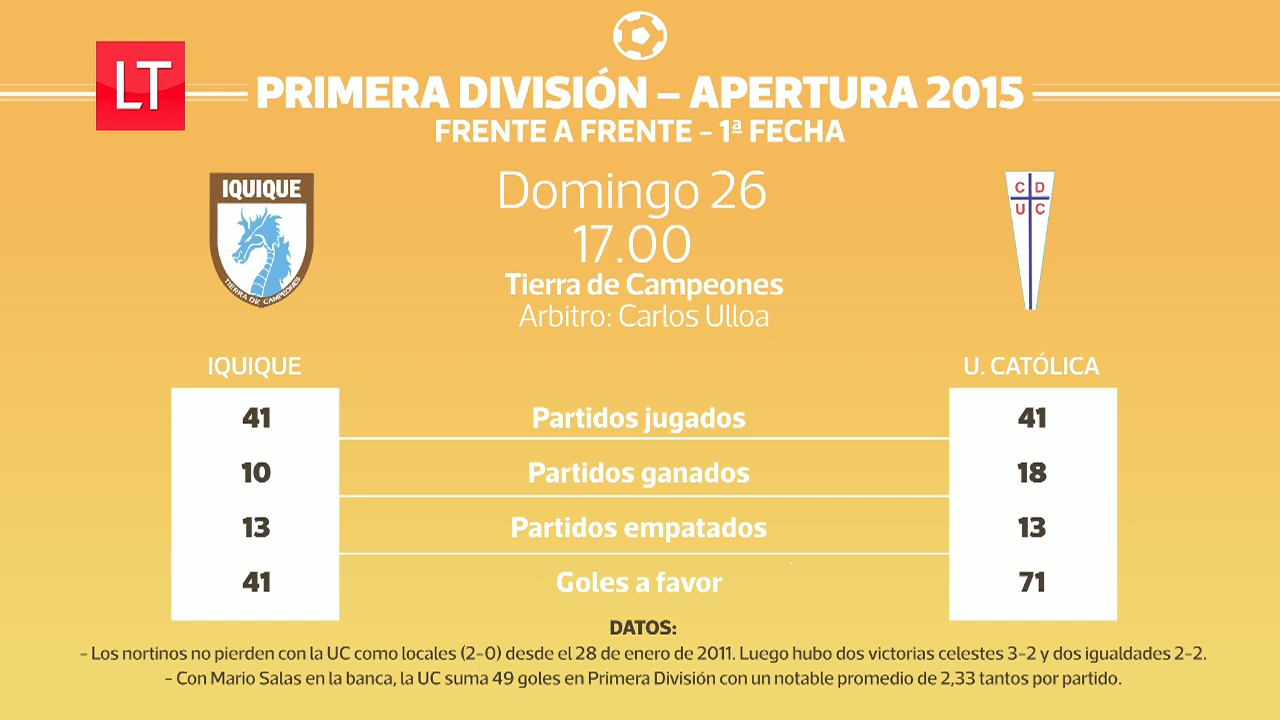 LT
PRIMERA DIVISIÓN – APERTURA 2015
FRENTE A FRENTE – 1ª FECHA
IQUIQUE
TIERRA DE CAMPEONES
Domingo 26
17.00
Tierra de Campeones
Arbitro: Carlos Ulloa
C D
U C
IQUIQUE
U. CATÓLICA
41 Partidos jugados 41
10 Partidos ganados 18
13 Partidos empatados 13
41 Goles a favor 71
DATOS:
– Los nortinos no pierden con la UC como locales (2-0) desde el 28 de enero de 2011. Luego hubo dos victorias celestes 3-2 y dos igualdades 2-2.
– Con Mario Salas en la banca, la UC suma 49 goles en Primera División con un notable promedio de 2,33 tantos por partido.